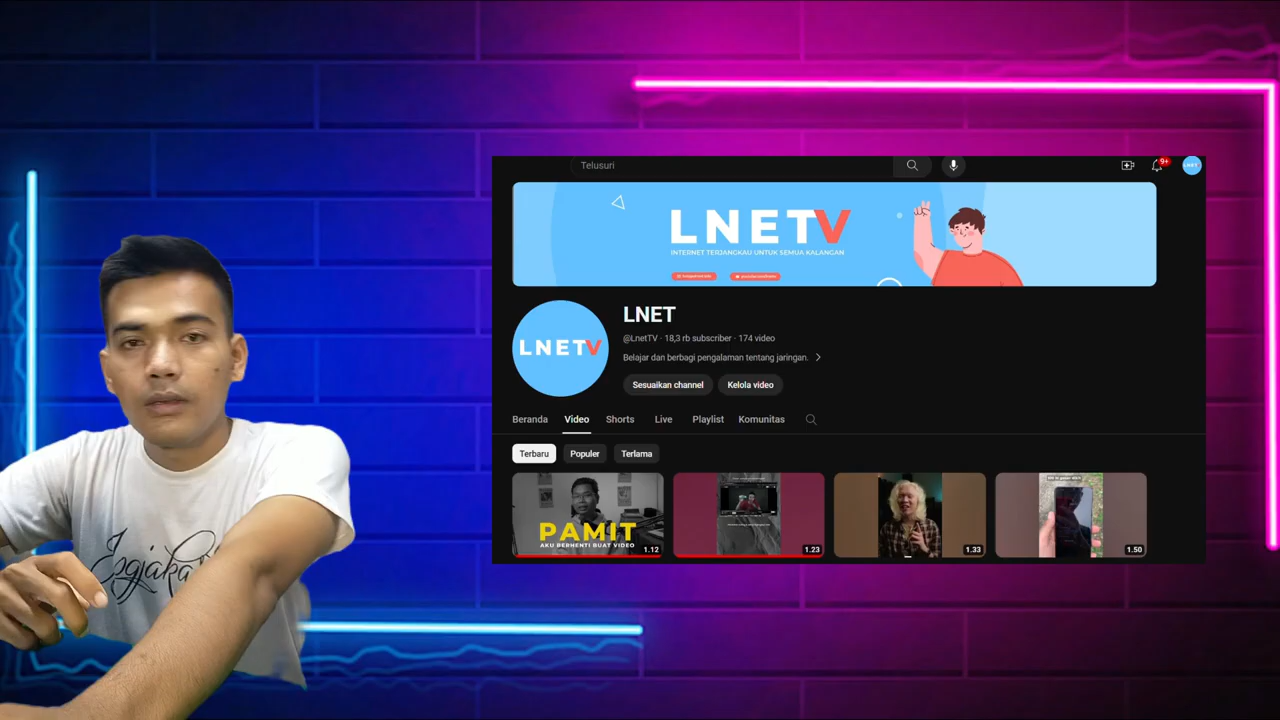 Telusuri
9+
LNET
LNETV
INTERNET TERJANGKAU UNTUK SEMUA KALANGAN
LNETV
LNET
@LnetTV · 18,3 rb subscriber · 174 video
Belajar dan berbagi pengalaman tentang jaringan.
Sesuaikan channel
Kelola video
Beranda
Video
Shorts
Live
Playlist
Komunitas
Terbaru
Populer
Terlama
PAMIT
AKU BERHENTI BUAT VIDEO
1.12
1.23
1.33
1.50